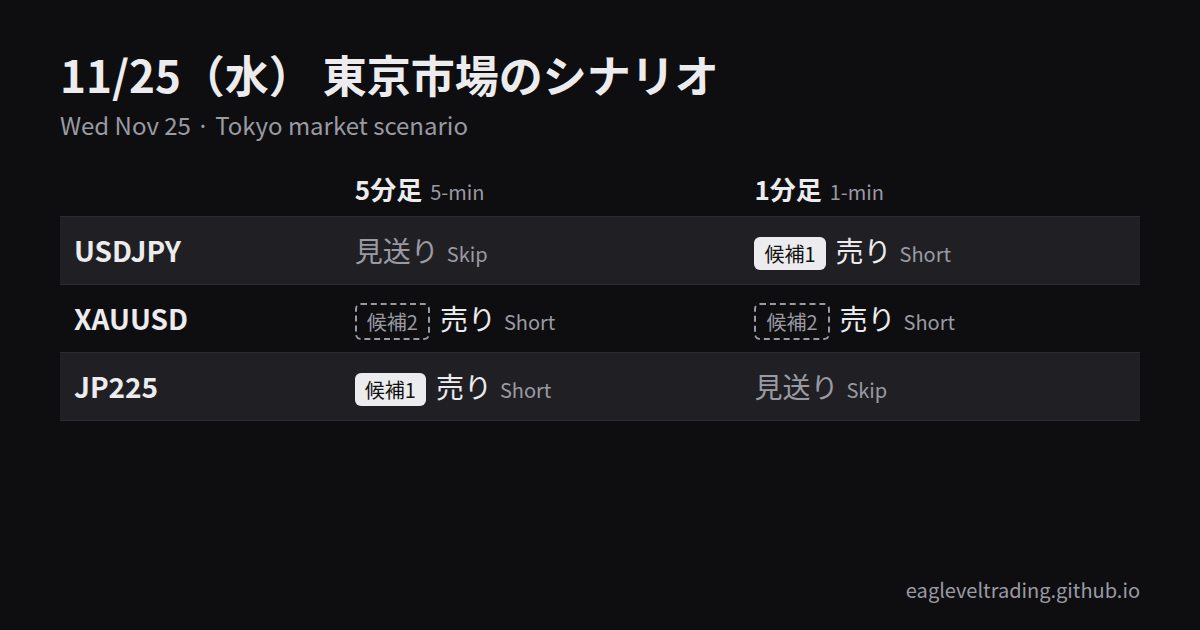 11/25（水） 東京市場のシナリオ
Wed Nov 25 · Tokyo market scenario
5分足 5-min 1分足 1-min
USDJPY 見送り Skip 候補1 売り Short
XAUUSD 候補2 売り Short 候補2 売り Short
JP225 候補1 売り Short 見送り Skip
eagleveltrading.github.io